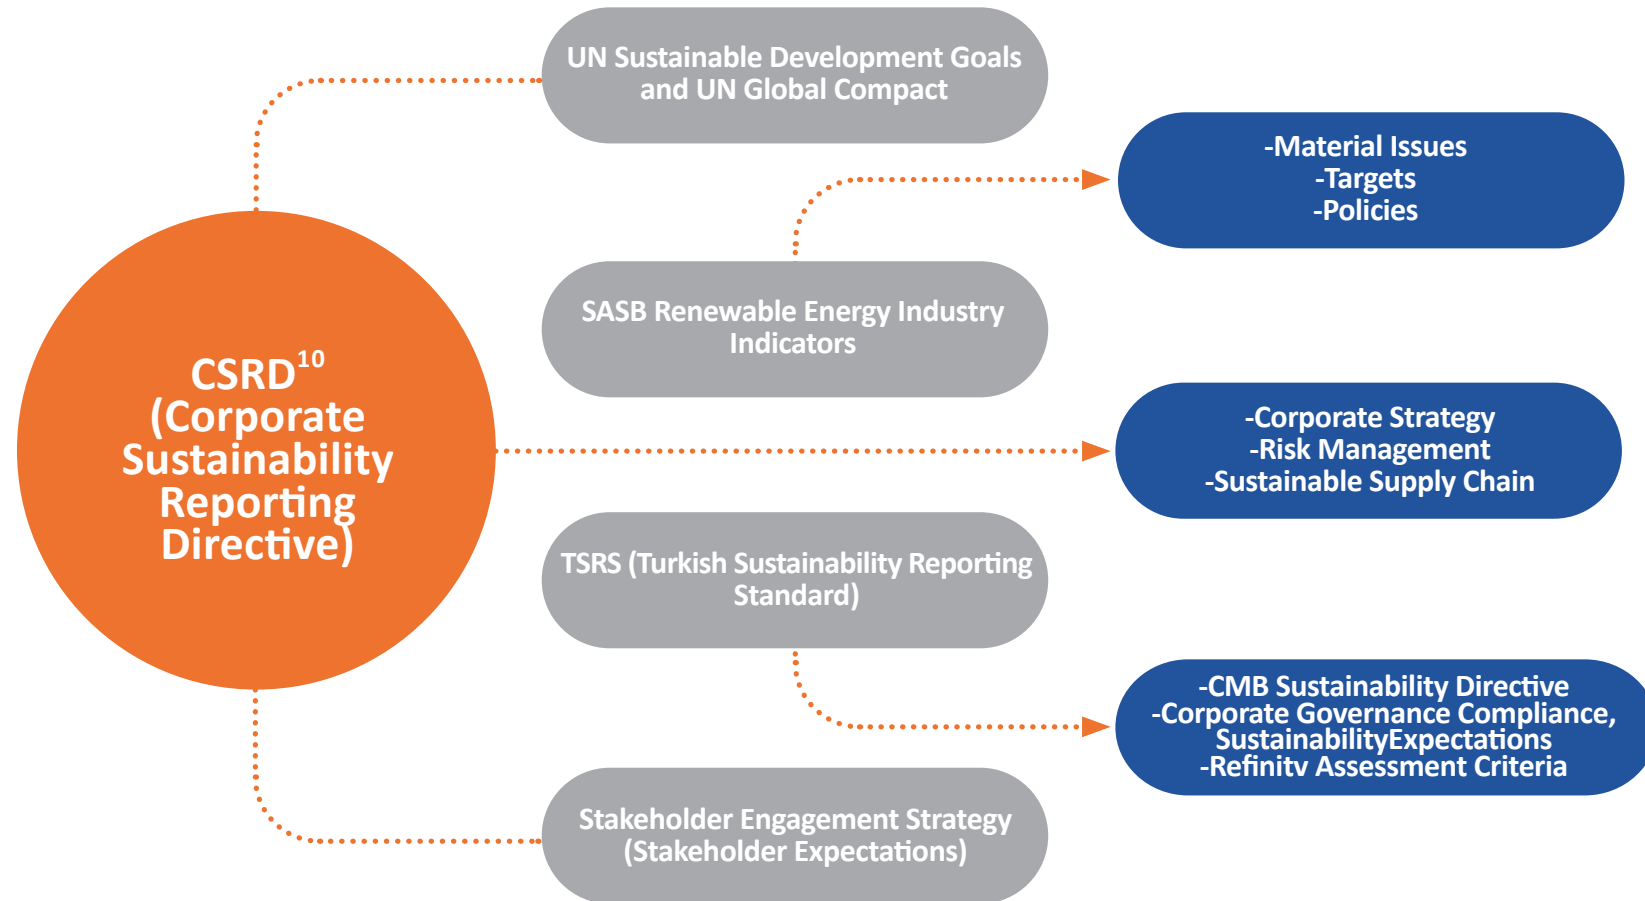 UN Sustainable Development Goals
and UN Global Compact
-Material Issues
-Targets
-Policies
SASB Renewable Energy Industry
Indicators
CSRD¹⁰
(Corporate
Sustainability
Reporting
Directive)
-Corporate Strategy
-Risk Management
-Sustainable Supply Chain
TSRS (Turkish Sustainability Reporting
Standard)
-CMB Sustainability Directive
-Corporate Governance Compliance,
SustainabilityExpectations
-Refinitv Assessment Criteria
Stakeholder Engagement Strategy
(Stakeholder Expectations)